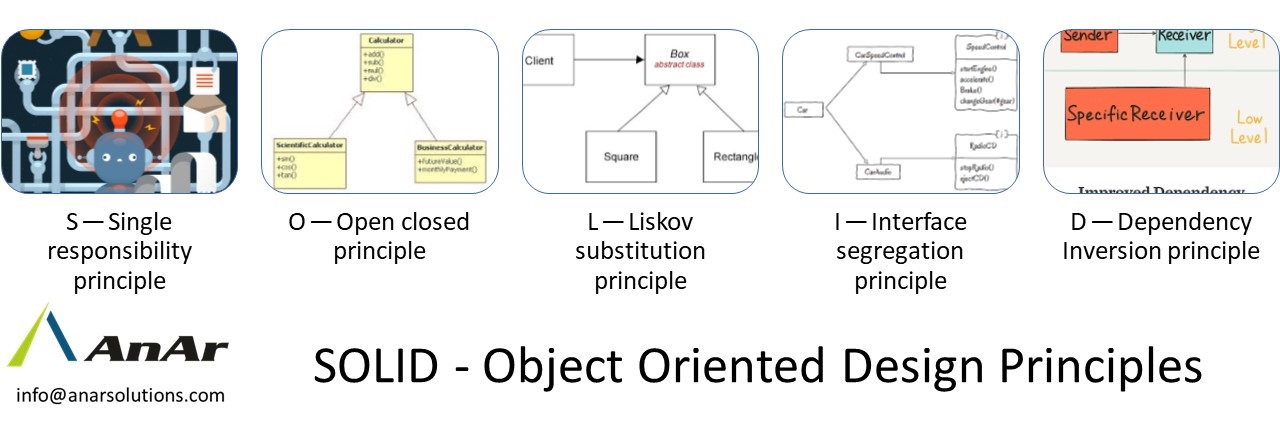 Calculator
+add()
+sub()
+mul()
+div()
ScientificCalculator
+sin()
+cos()
+tan()
BusinessCalculator
+futureValue()
+monthlyPayment()
Client
Box
abstract class
Square
Rectangl
Car
CarSpeedControl
SpeedControl
startEngine()
accelerate()
Brake()
changeGear(#gear)
CarAudio
RadioCD
stopRadio()
ejectCD()
Sender
Receiver
Level
SpecificReceiver
Low
Level
Improved Dependency
S — Single
responsibility
principle
O — Open closed
principle
L — Liskov
substitution
principle
I — Interface
segregation
principle
D — Dependency
Inversion principle
AnAr
info@anarsolutions.com
SOLID - Object Oriented Design Principles